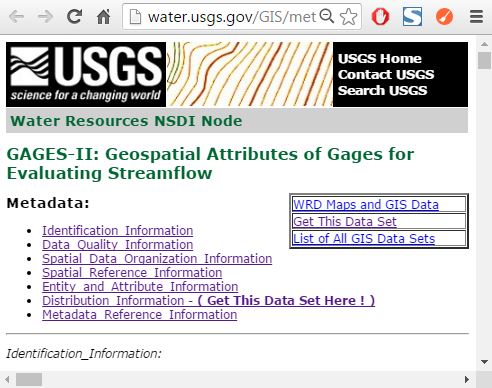 water.usgs.gov/GIS/met
USGS
science for a changing world
USGS Home
Contact USGS
Search USGS
Water Resources NSDI Node
GAGES-II: Geospatial Attributes of Gages for
Evaluating Streamflow
Metadata:
WRD Maps and GIS Data
Get This Data Set
List of All GIS Data Sets
Identification_Information
Data_Quality_Information
Spatial_Data_Organization_Information
Spatial_Reference_Information
Entity_and_Attribute_Information
Distribution_Information - ( Get This Data Set Here ! )
Metadata_Reference_Information
Identification_Information: